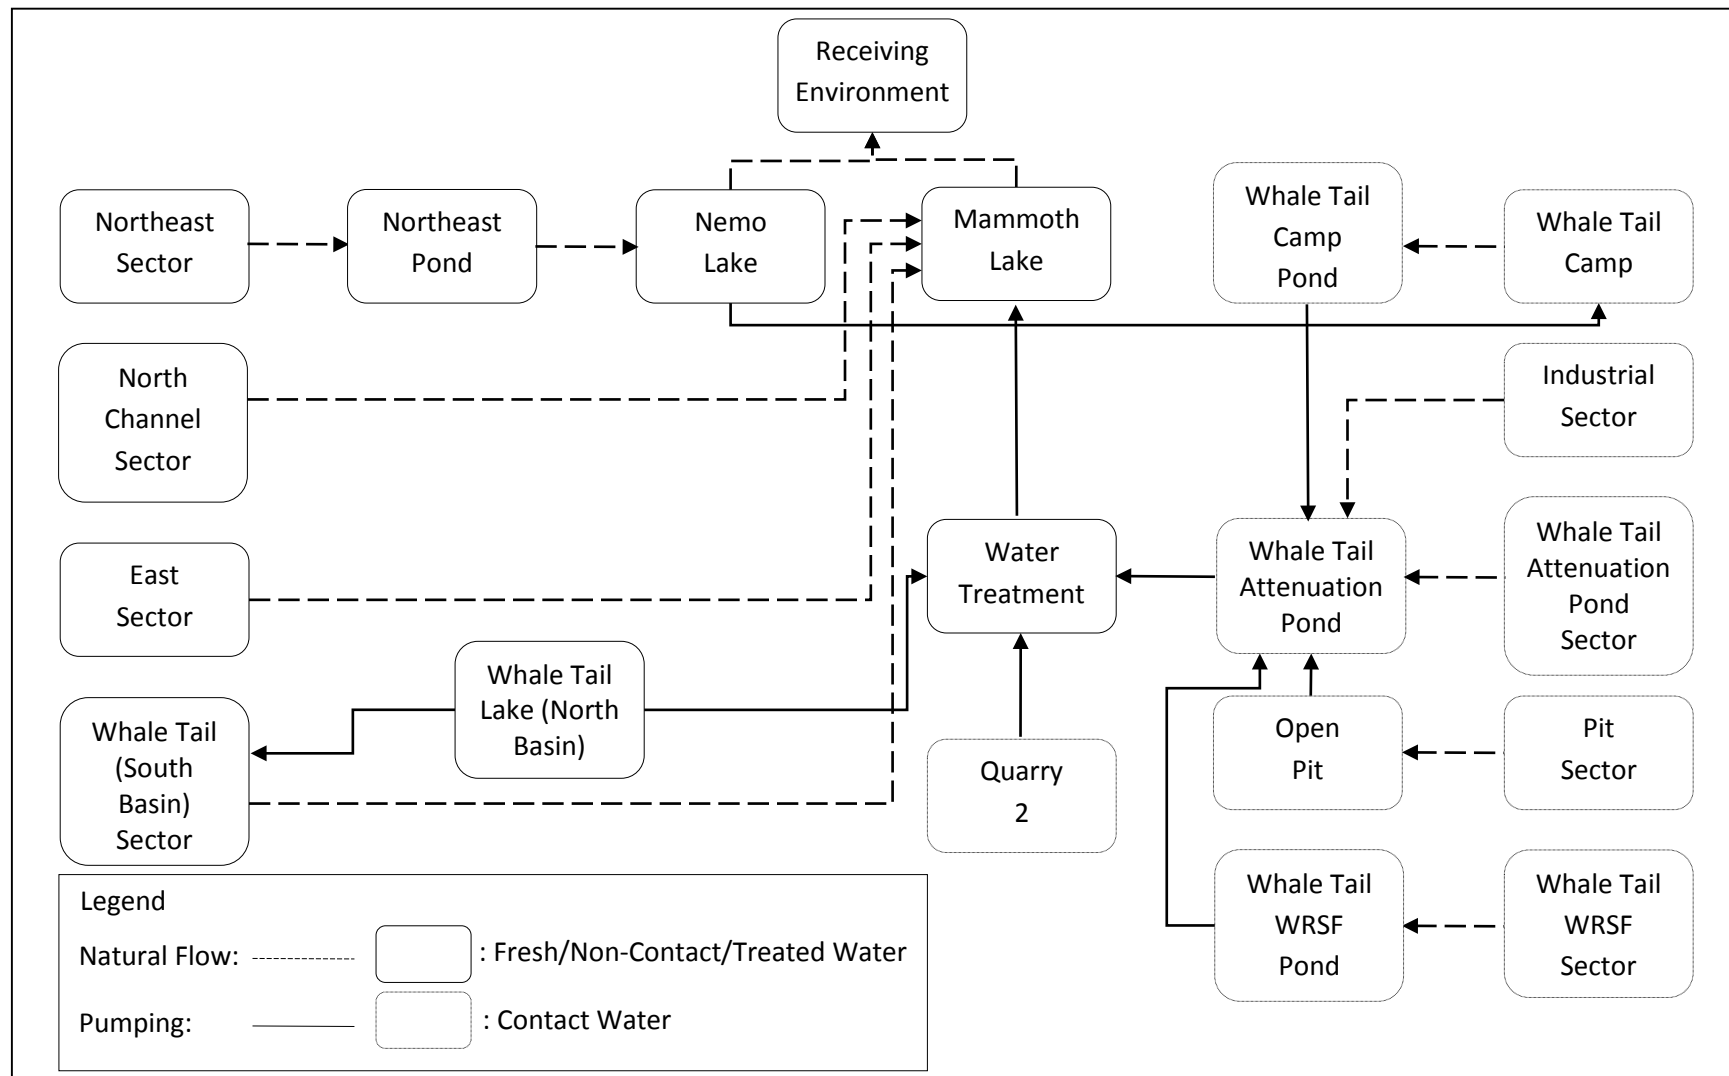 Receiving
Environment
Northeast
Sector
Northeast
Pond
Nemo
Lake
Mammoth
Lake
Whale Tail
Camp
Pond
Whale Tail
Camp
North
Channel
Sector
Industrial
Sector
East
Sector
Water
Treatment
Whale Tail
Attenuation
Pond
Whale Tail
Attenuation
Pond
Sector
Whale Tail
(South
Basin)
Sector
Whale Tail
Lake (North
Basin)
Quarry
2
Open
Pit
Pit
Sector
Whale Tail
WRSF
Pond
Whale Tail
WRSF
Sector
Legend
Natural Flow: : Fresh/Non-Contact/Treated Water
Pumping: : Contact Water